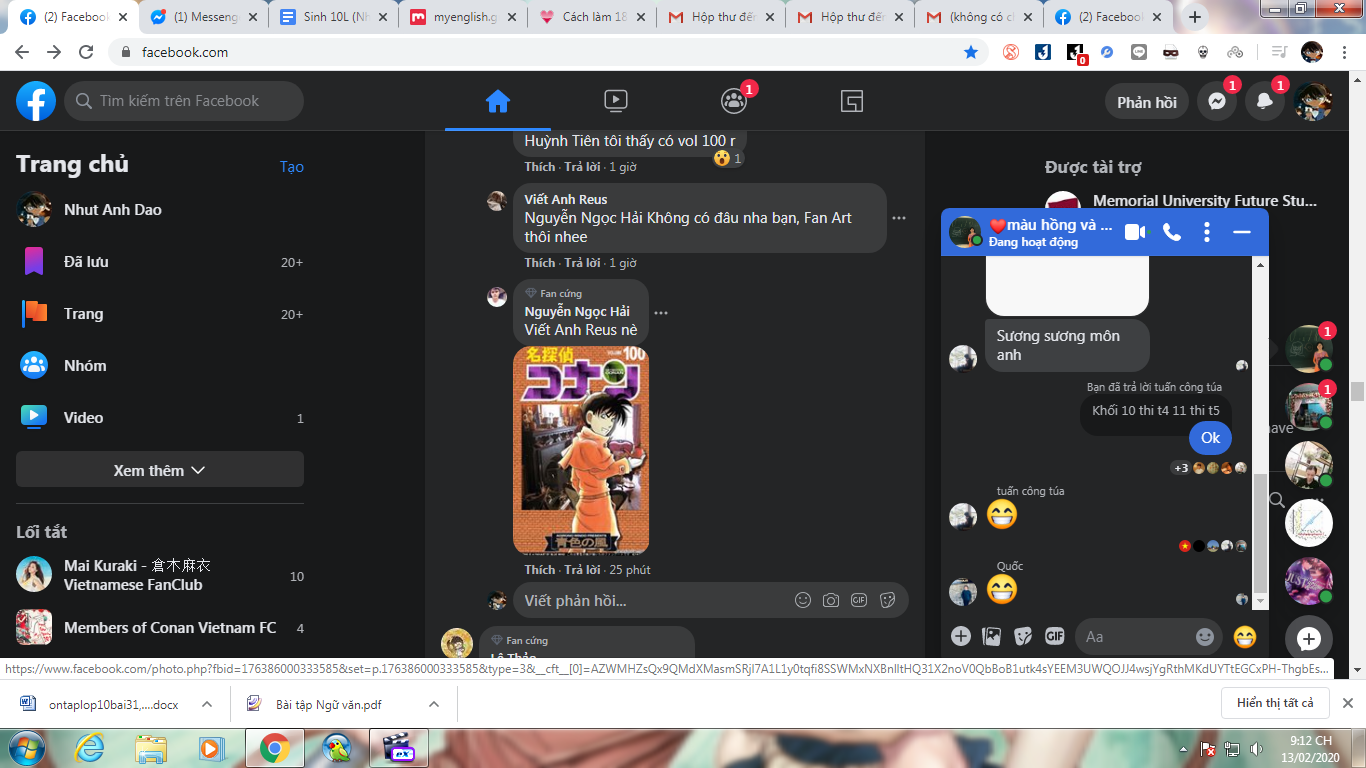 (2) Facebook
(1) Messeng
Sinh 10L (Nh
myenglish.g
Cách làm 18
Hộp thư đến
Hộp thư đến
(không có ch
(2) Facebook
facebook.com
0
Tìm kiếm trên Facebook
1
Phản hồi
1
1
Trang chủ
Tạo
Nhut Anh Dao
Đã lưu
20+
Trang
20+
Nhóm
Video
1
Xem thêm
Lối tắt
Mai Kuraki - 倉木麻衣
Vietnamese FanClub
10
Members of Conan Vietnam FC
4
Huỳnh Tiên tôi thấy có vol 100 r
1
Thích · Trả lời · 1 giờ
Viết Anh Reus
Nguyễn Ngọc Hải Không có đâu nha bạn, Fan Art
thôi nhee
Thích · Trả lời · 1 giờ
Fan cứng
Nguyễn Ngọc Hải
Viết Anh Reus nè
名探偵
VOLUME 100
コナン
青色の風
Thích · Trả lời · 25 phút
Viết phản hồi...
GIF
Fan cứng
Lê Thảo
Được tài trợ
Memorial University Future Stu...
❤️màu hồng và ...
Đang hoạt động
Sương sương môn
anh
Bạn đã trả lời tuấn công túa
Khối 10 thi t4 11 thi t5
Ok
+3
tuấn công túa
😁
Quốc
😁
GIF
Aa
😁
1
1
have
https://www.facebook.com/photo.php?fbid=176386000333585&set=p.176386000333585&type=3&__cft__[0]=AZWMHZsQx9QMdXMasmSRjI7A1L1y0tqfi8SSWMxNXBnIltHQ31X2noV0QbBoB1utk4sYEEM3UWQOJJ4wsjYgRthMKdUYTtEGCxPH-ThgbEs...
ontaplop10bai31,....docx
Bài tập Ngữ văn.pdf
Hiển thị tất cả
ex
9:12 CH
13/02/2020